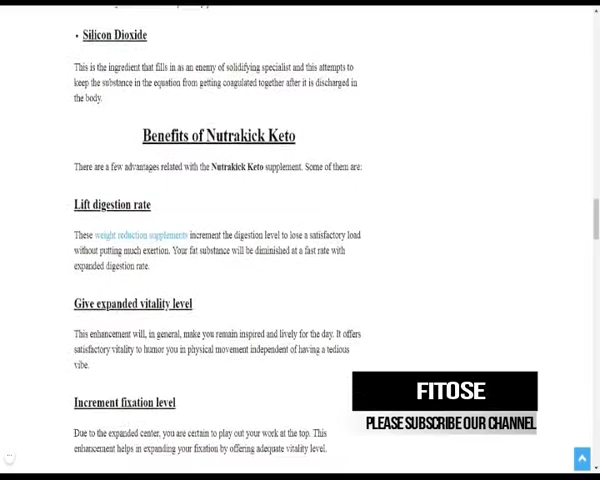 • Silicon Dioxide
This is the ingredient that fills in as an enemy of solidifying specialist and this attempts to
keep the substance in the equation from getting coagulated together after it is discharged in
the body.
Benefits of Nutrakick Keto
There are a few advantages related with the Nutrakick Keto supplement. Some of them are:
Lift digestion rate
These weight reduction supplements increment the digestion level to lose a satisfactory load
without putting much exertion. Your fat substance will be diminished at a fast rate with
expanded digestion rate.
Give expanded vitality level
This enhancement will, in general, make you remain inspired and lively for the day. It offers
satisfactory vitality to humor you in physical movement independent of having a tedious
vibe.
Increment fixation level
Due to the expanded center, you are certain to play out your work at the top. This
enhancement helps in expanding your fixation by offering adequate vitality level.
FITOSE
PLEASE SUBSCRIBE OUR CHANNEL